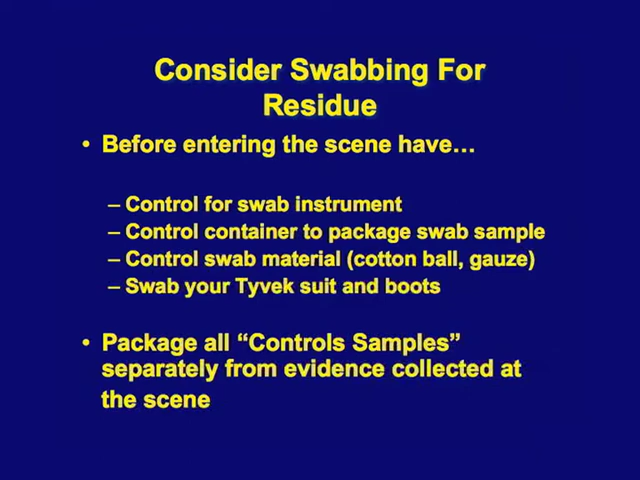 Consider Swabbing For
Residue
• Before entering the scene have…
– Control for swab instrument
– Control container to package swab sample
– Control swab material (cotton ball, gauze)
– Swab your Tyvek suit and boots
• Package all “Controls Samples”
separately from evidence collected at
the scene